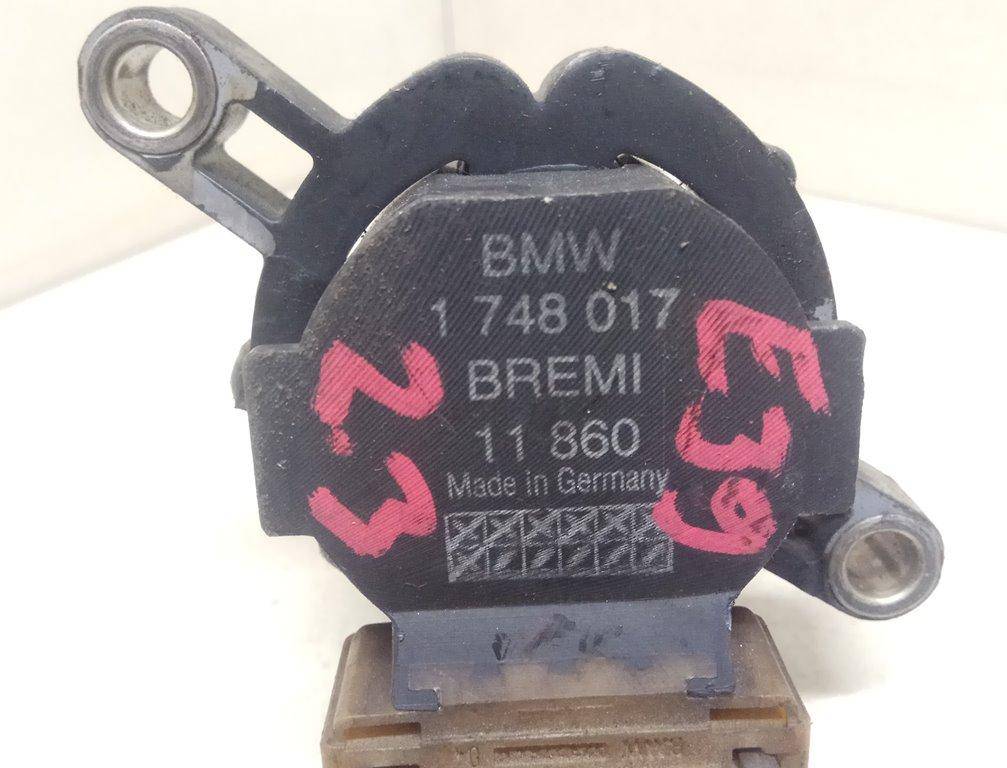 BMW
1 748 017
BREMI
11 860
Made in Germany
2.3
E39